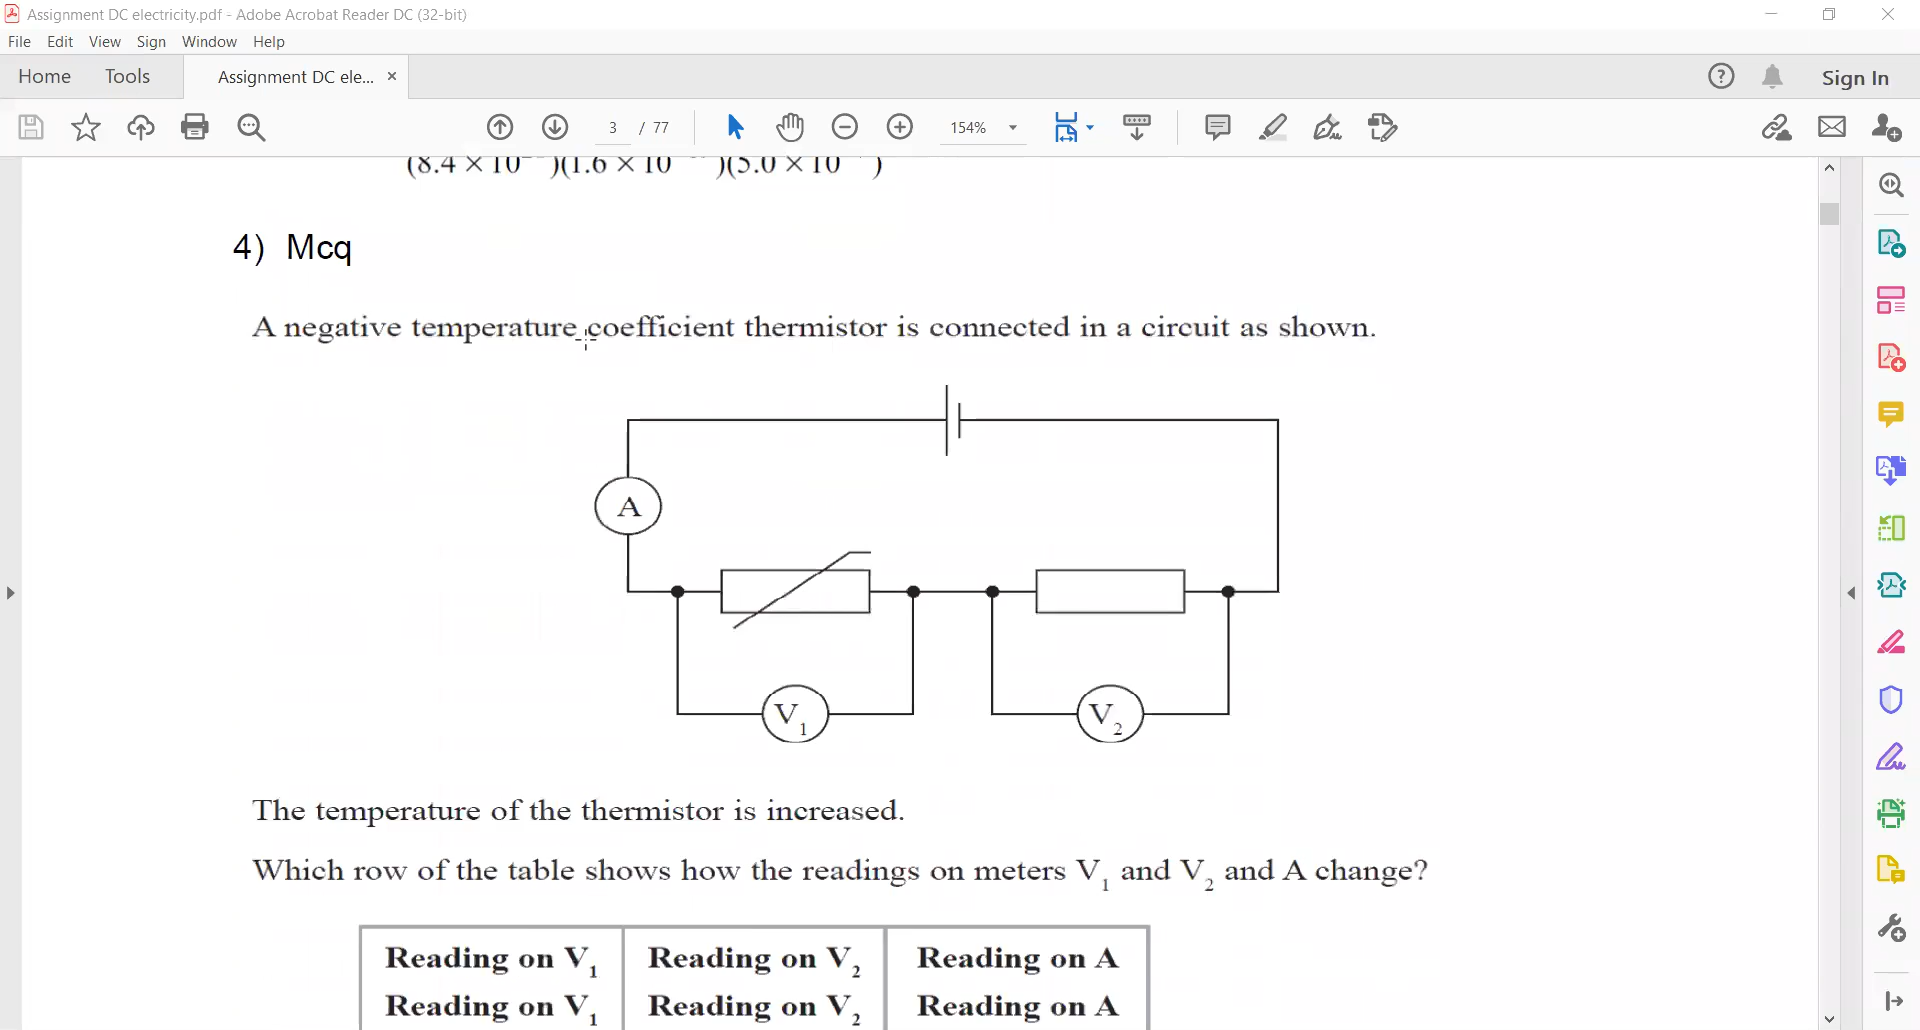 Assignment DC electricity.pdf - Adobe Acrobat Reader DC (32-bit)
File Edit View Sign Window Help
Home Tools Assignment DC ele... × Sign In
3 / 77 154%
4) Mcq
A negative temperature coefficient thermistor is connected in a circuit as shown.
A
V₁ V₂
The temperature of the thermistor is increased.
Which row of the table shows how the readings on meters V₁ and V₂ and A change?
Reading on V₁ Reading on V₂ Reading on A
Reading on V₁ Reading on V₂ Reading on A